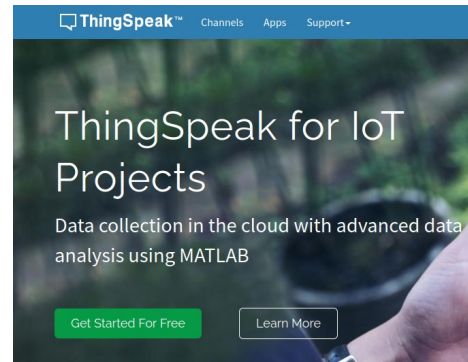 ThingSpeak™ Channels Apps Support
ThingSpeak for IoT
Projects
Data collection in the cloud with advanced data
analysis using MATLAB
Get Started For Free Learn More